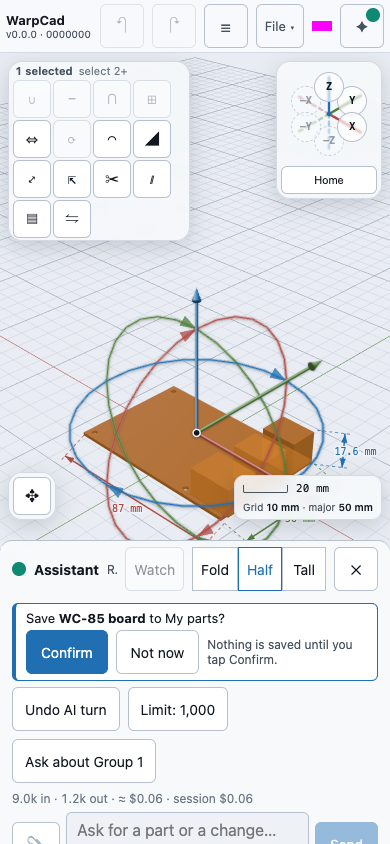 WarpCad
v0.0.0 · 0000000
File ▾
1 selected select 2+
Z
-X
Y
-Y
X
-Z
Home
17.6 mm
87 mm
20 mm
Grid 10 mm · major 50 mm
Assistant R.
Watch
Fold
Half
Tall
Save WC-85 board to My parts?
Confirm
Not now
Nothing is saved until you
tap Confirm.
Undo AI turn
Limit: 1,000
Ask about Group 1
9.0k in · 1.2k out · ≈ $0.06 · session $0.06
Ask for a part or a change...
Send